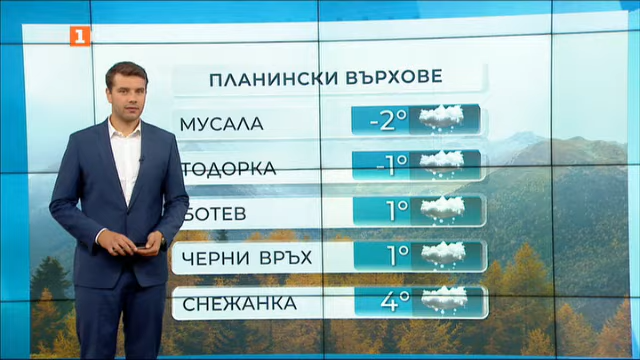 1
ПЛАНИНСКИ ВЪРХОВЕ
МУСАЛА -2°
ТОДОРКА -1°
БОТЕВ 1°
ЧЕРНИ ВРЪХ 1°
СНЕЖАНКА 4°